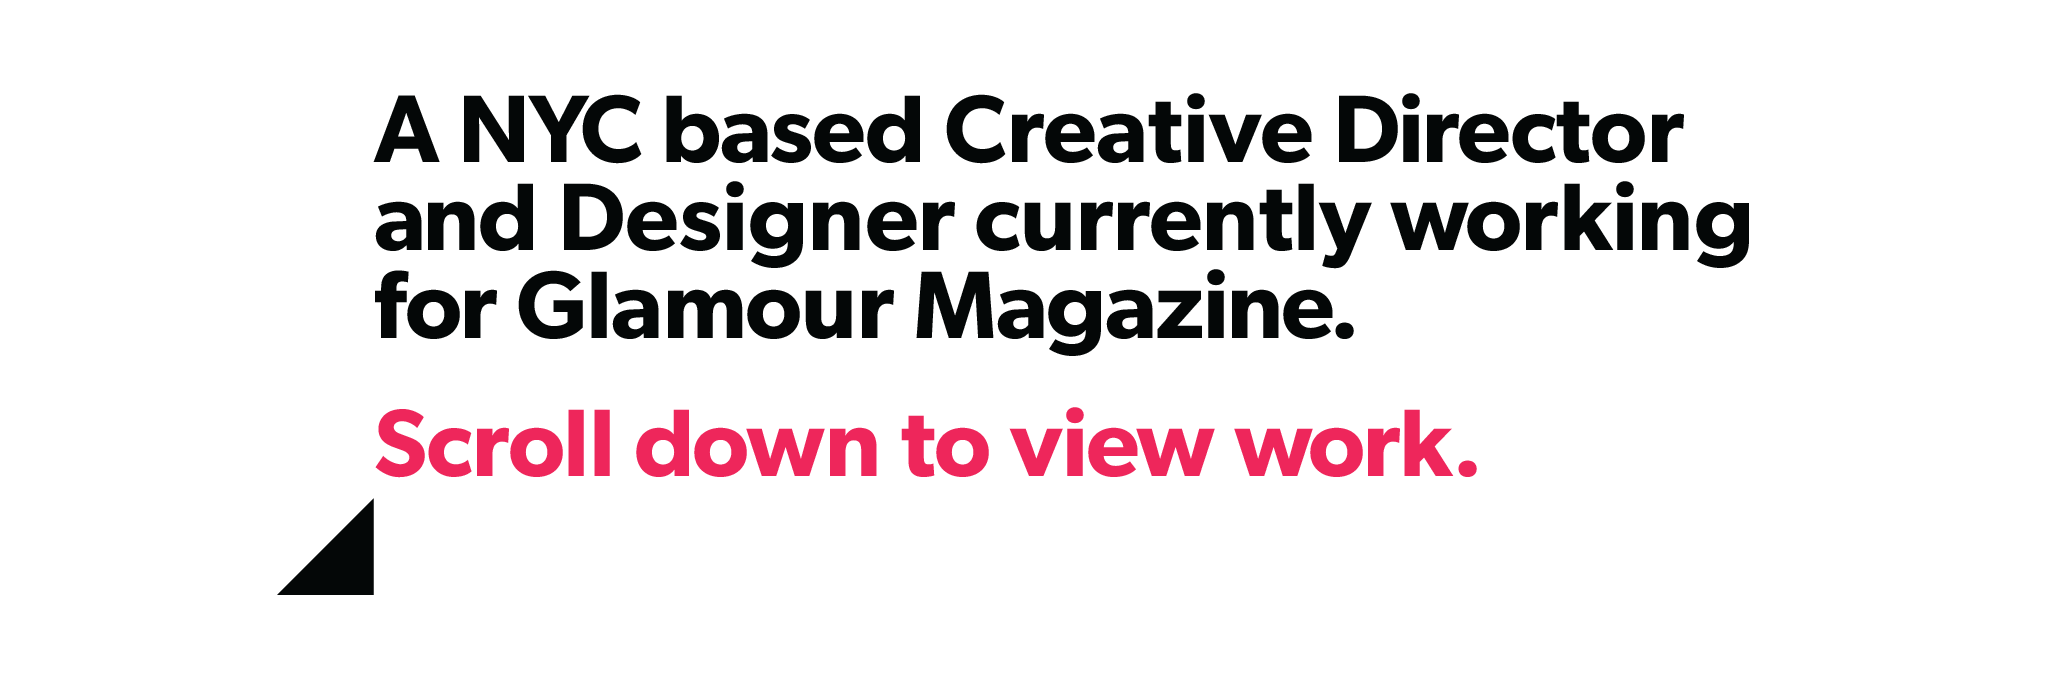 A NYC based Creative Director
and Designer currently working
for Glamour Magazine.
Scroll down to view work.